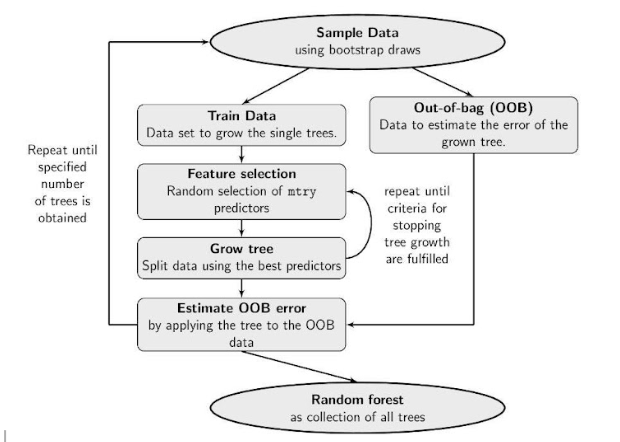 Sample Data
using bootstrap draws
Train Data
Data set to grow the single trees.
Out-of-bag (OOB)
Data to estimate the error of the
grown tree.
Repeat until
specified
number
of trees is
obtained
Feature selection
Random selection of mtry
predictors
repeat until
criteria for
stopping
tree growth
are fulfilled
Grow tree
Split data using the best predictors
Estimate OOB error
by applying the tree to the OOB
data
Random forest
as collection of all trees